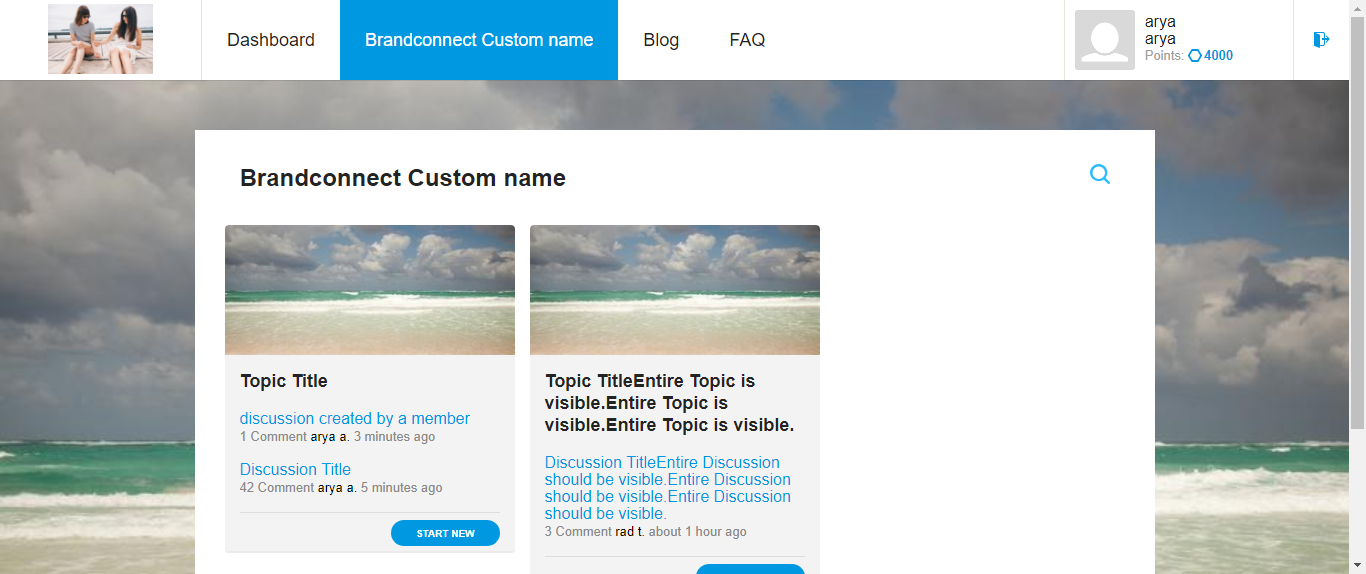 Dashboard
Brandconnect Custom name
Blog
FAQ
arya
arya
Points: 4000
Brandconnect Custom name
Topic Title
discussion created by a member
1 Comment arya a. 3 minutes ago
Discussion Title
42 Comment arya a. 5 minutes ago
START NEW
Topic TitleEntire Topic is
visible.Entire Topic is
visible.Entire Topic is visible.
Discussion TitleEntire Discussion
should be visible.Entire Discussion
should be visible.Entire Discussion
should be visible.
3 Comment rad t. about 1 hour ago